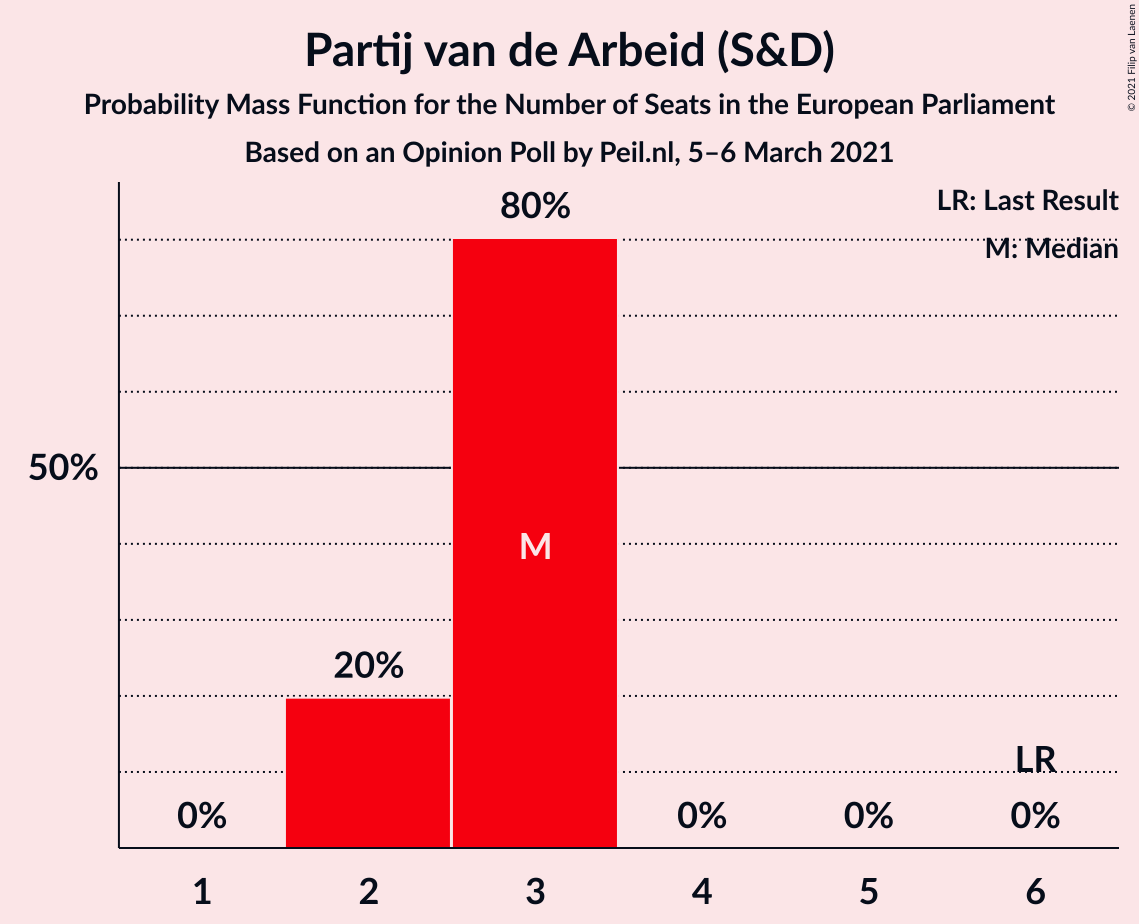 Partij van de Arbeid (S&D)
Probability Mass Function for the Number of Seats in the European Parliament
Based on an Opinion Poll by Peil.nl, 5–6 March 2021
© 2021 Filip van Laenen
LR: Last Result
M: Median
80%
50%
M
20%
LR
0%
0%
0%
0%
1
2
3
4
5
6